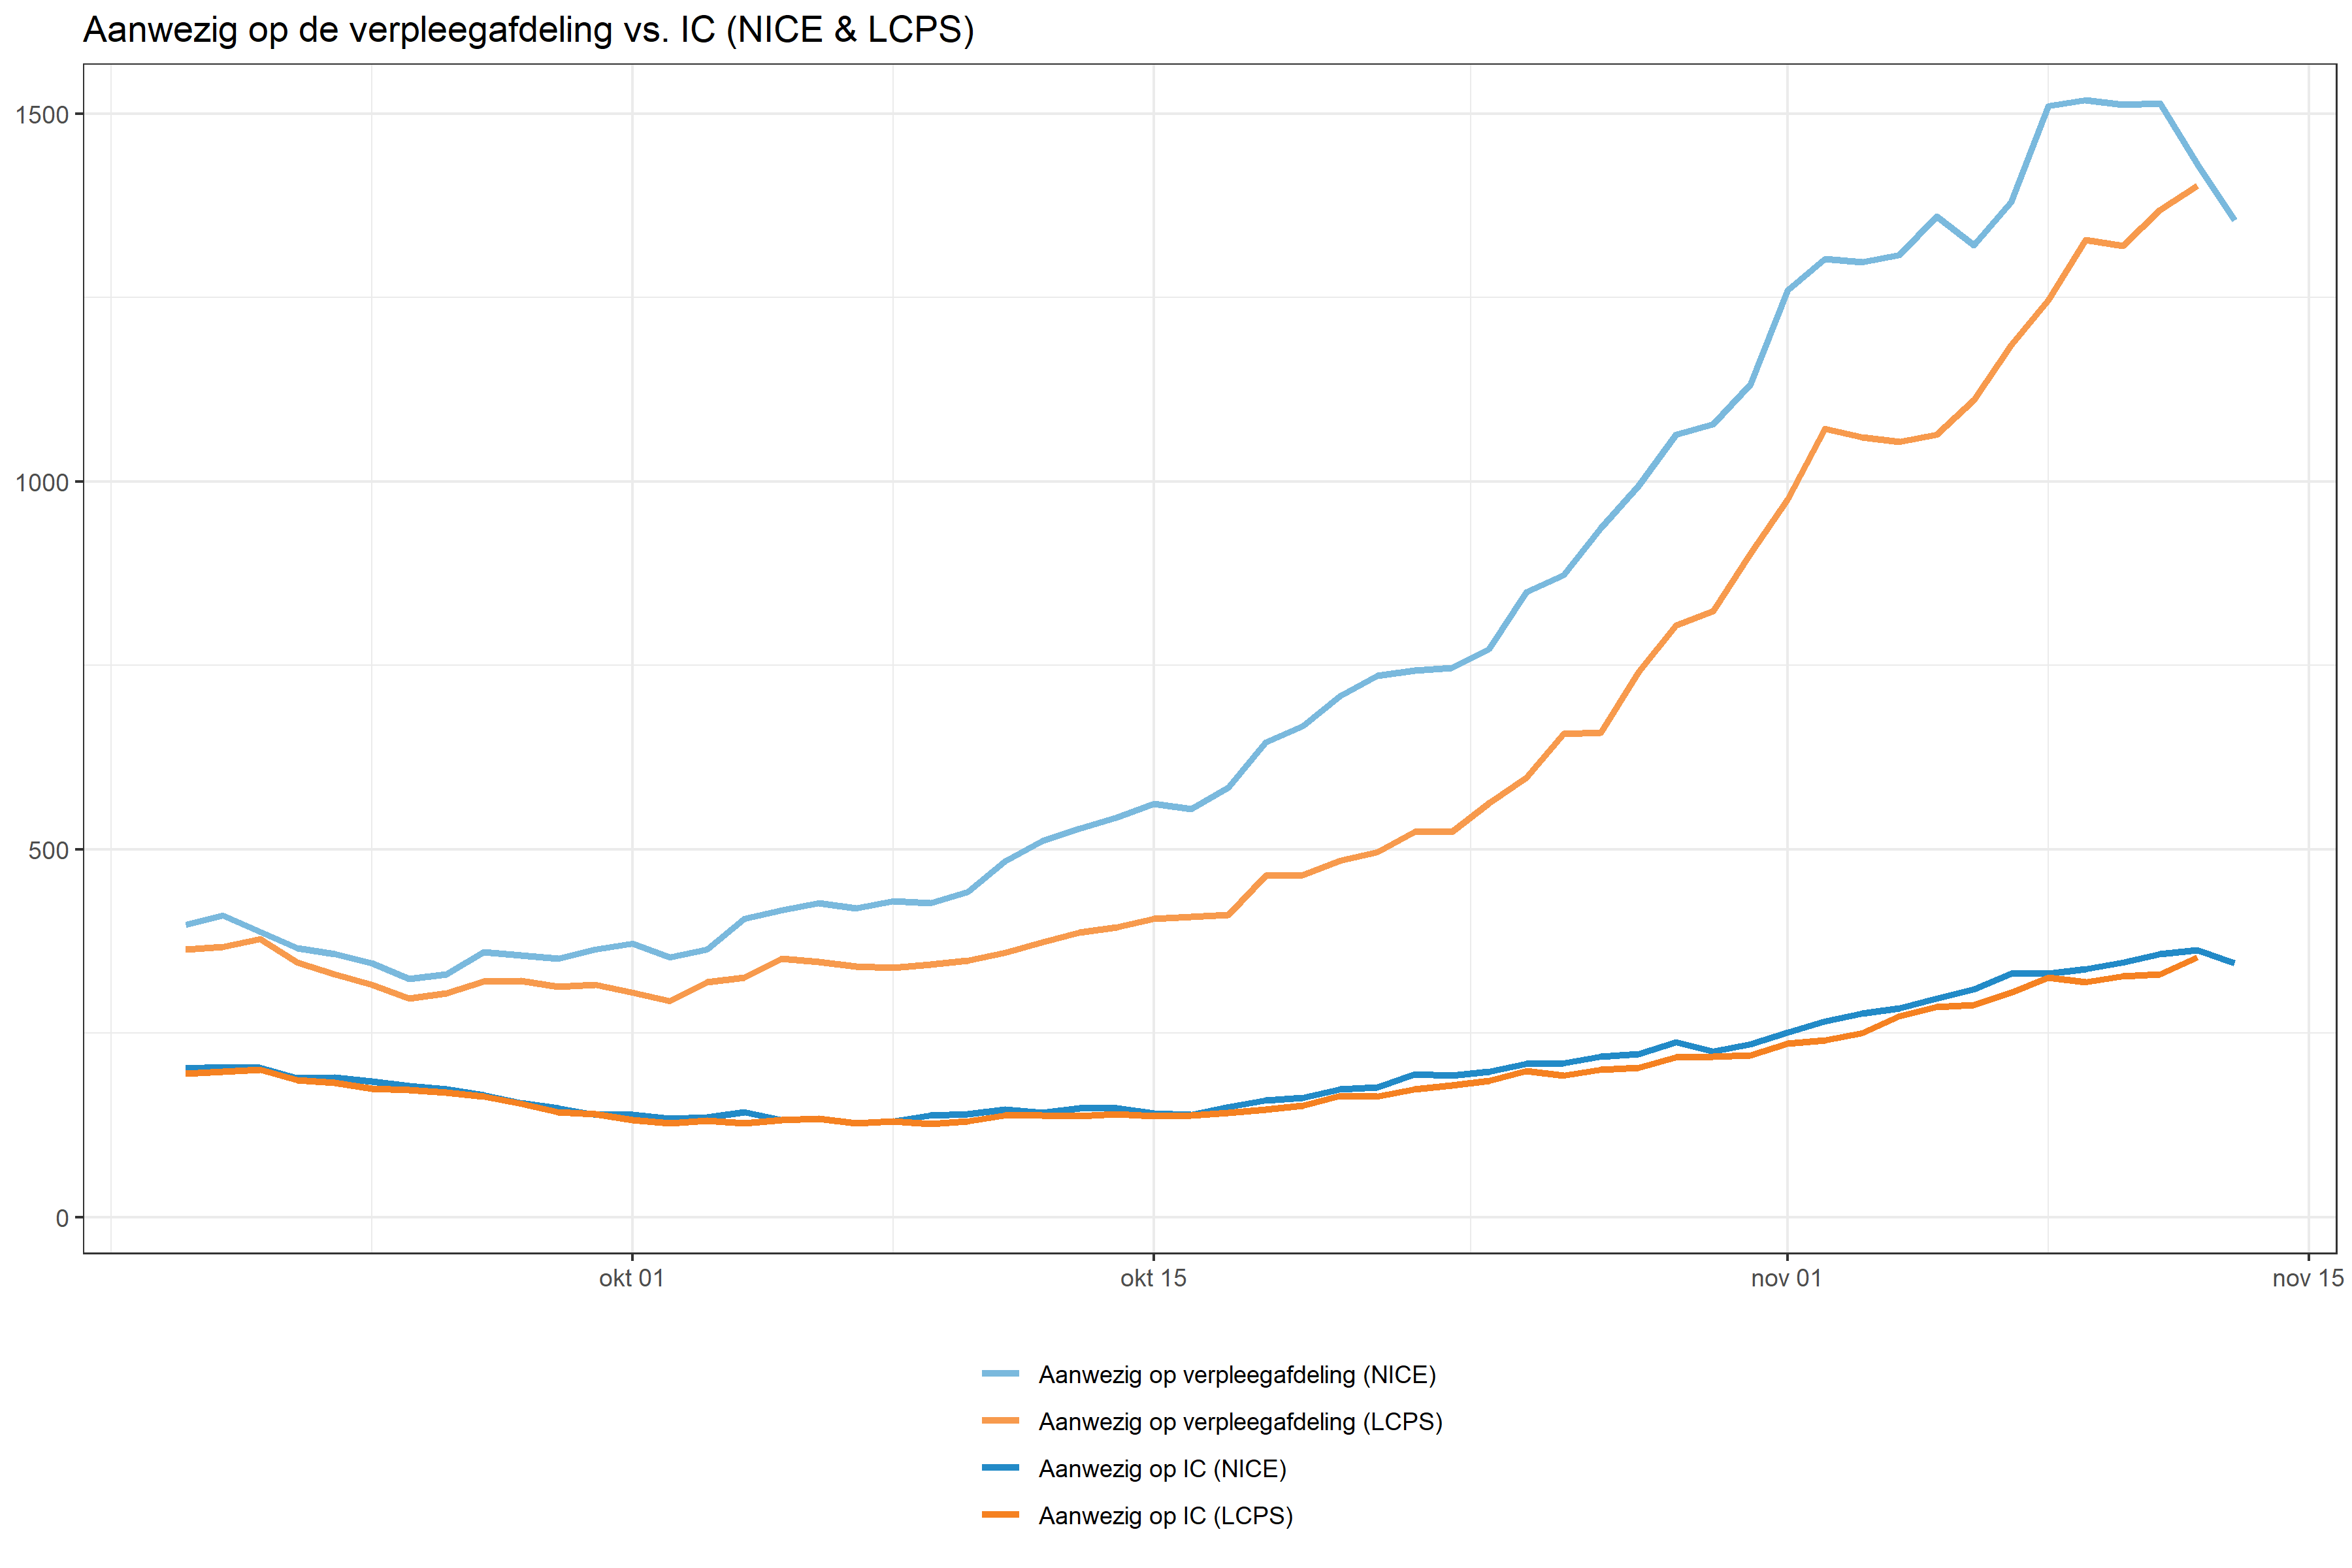 Aanwezig op de verpleegafdeling vs. IC (NICE & LCPS)
1500
1000
500
0
okt 01 okt 15 nov 01 nov 15
Aanwezig op verpleegafdeling (NICE)
Aanwezig op verpleegafdeling (LCPS)
Aanwezig op IC (NICE)
Aanwezig op IC (LCPS)